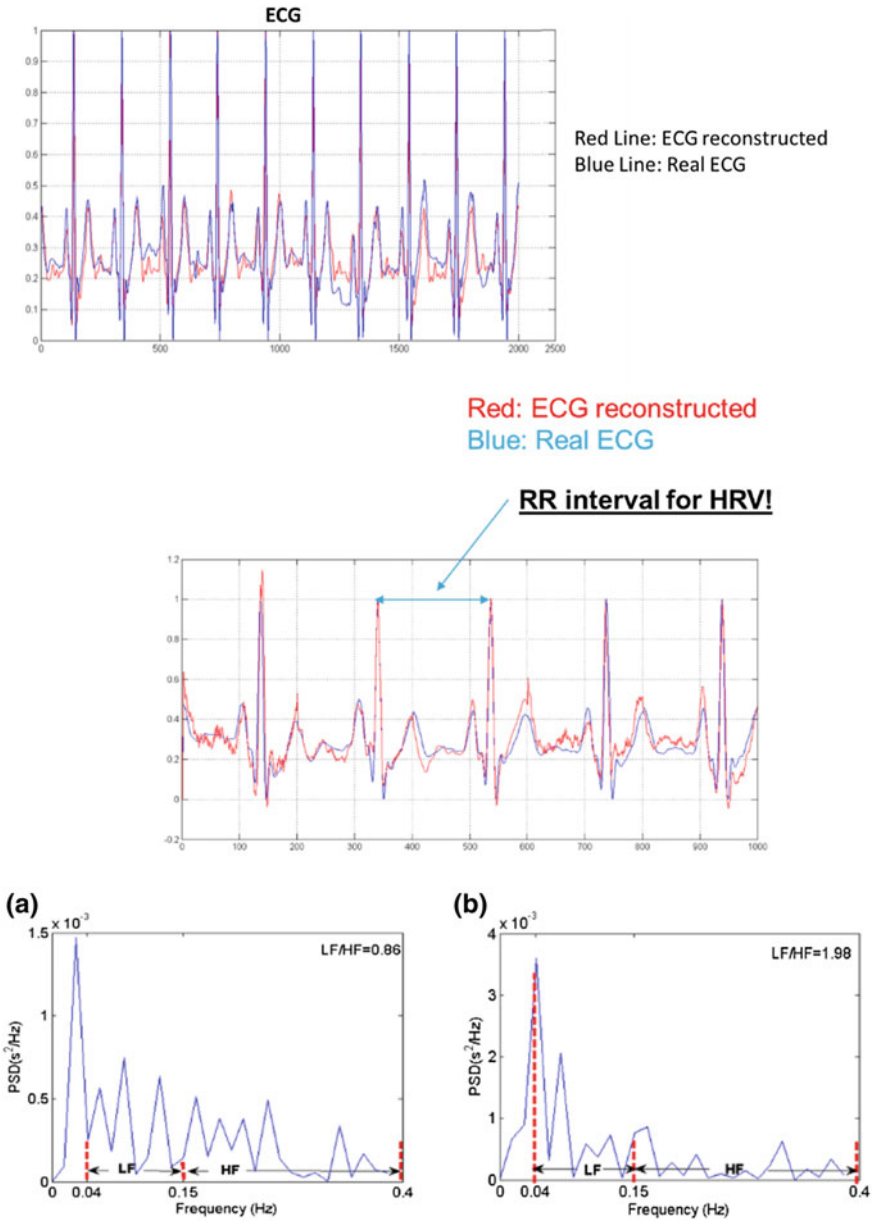 ECG
1
0.9
0.8
0.7
0.6
0.5
0.4
0.3
0.2
0.1
0
0 500 1000 1500 2000 2500
Red Line: ECG reconstructed
Blue Line: Real ECG
Red: ECG reconstructed
Blue: Real ECG
RR interval for HRV!
1.2
1
0.8
0.6
0.4
0.2
0
-0.2
0 100 200 300 400 500 600 700 800 900 1000
(a)
× 10⁻³
LF/HF=0.86
1.5
1
0.5
0
PSD(s²/Hz)
LF HF
0 0.04 0.15 0.4
Frequency (Hz)
(b)
× 10⁻³
LF/HF=1.98
4
3
2
1
0
PSD(s²/Hz)
LF HF
0 0.04 0.15 0.4
Frequency (Hz)